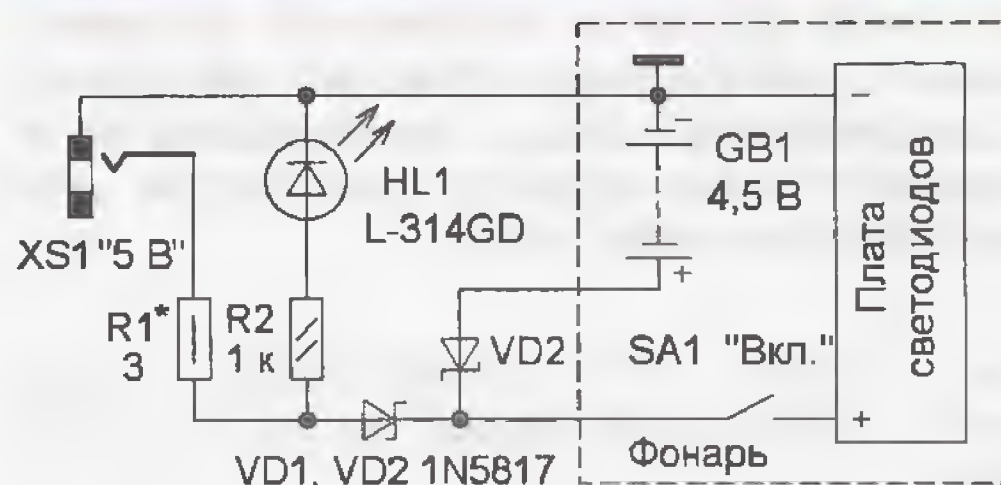 XS1 "5 В"
R1*
3
R2
1 к
HL1
L-314GD
VD2
VD1, VD2 1N5817
GB1
4,5 В
–
+
SA1 "Вкл."
Фонарь
–
Плата
светодиодов
+